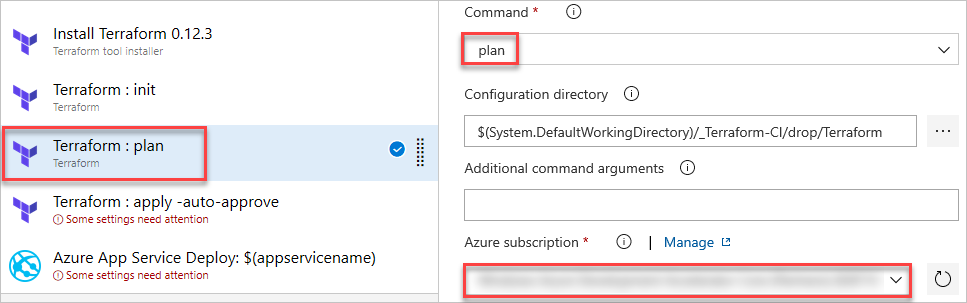 Install Terraform 0.12.3
Terraform tool installer
Terraform : init
Terraform
Terraform : plan
Terraform
Terraform : apply -auto-approve
Some settings need attention
Azure App Service Deploy: $(appservicename)
Some settings need attention
Command *
plan
Configuration directory
$(System.DefaultWorkingDirectory)/_Terraform-CI/drop/Terraform
Additional command arguments
Azure subscription * | Manage